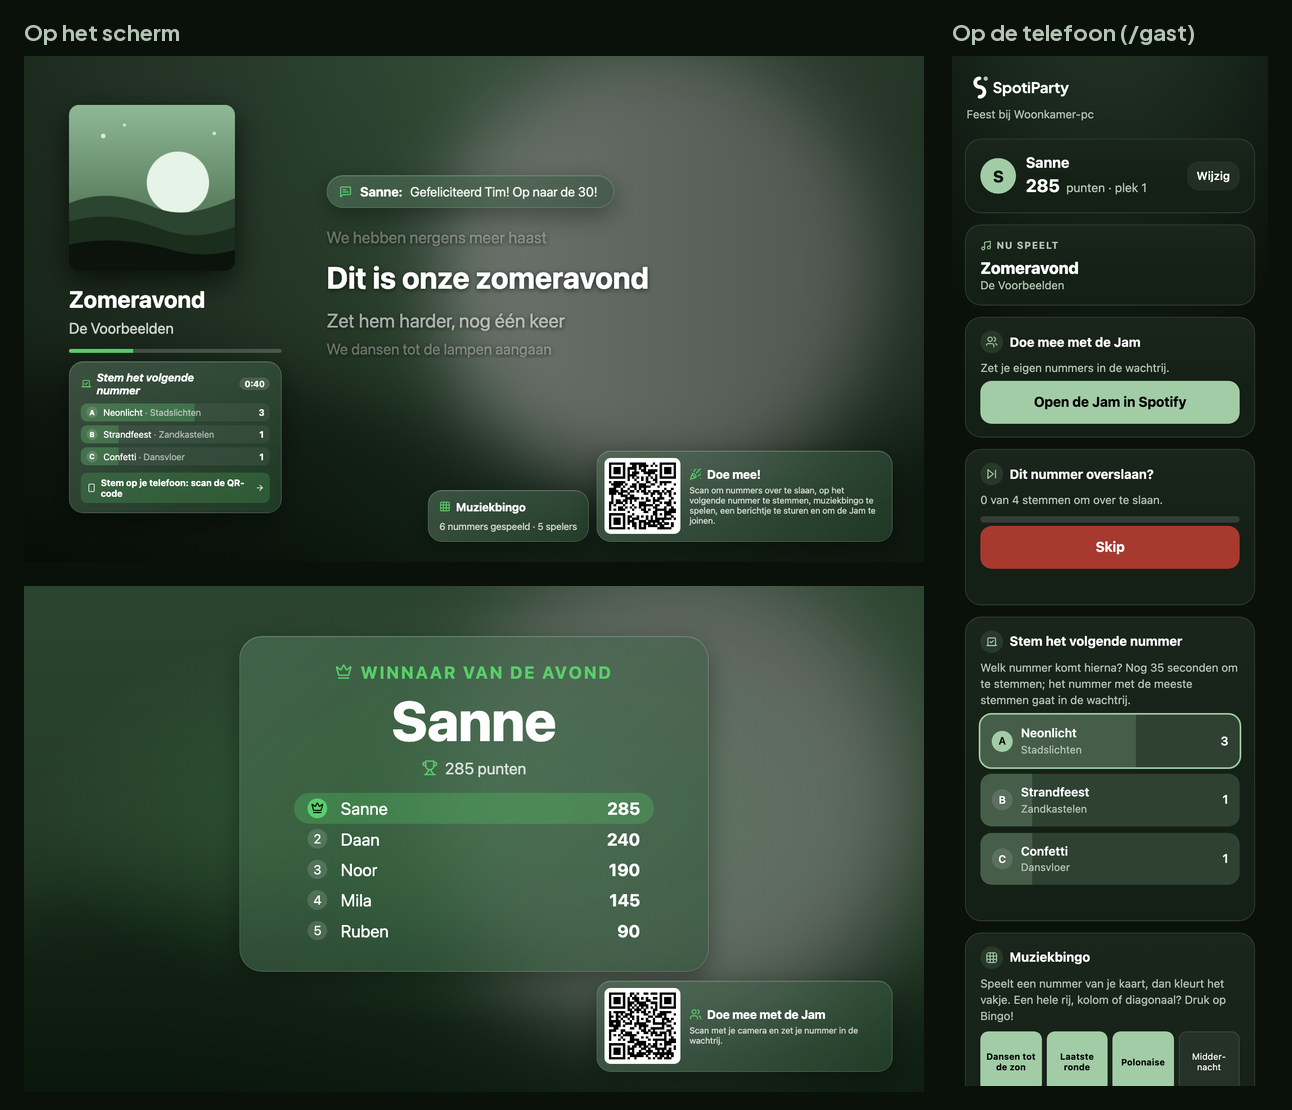 Op het scherm
Sanne: Gefeliciteerd Tim! Op naar de 30!
We hebben nergens meer haast
Dit is onze zomeravond
Zet hem harder, nog één keer
We dansen tot de lampen aangaan
Zomeravond
De Voorbeelden
Stem het volgende
nummer
0:40
A Neonlicht · Stadslichten 3
B Strandfeest · Zandkastelen 1
C Confetti · Dansvloer 1
Stem op je telefoon: scan de QR-
code
Muziekbingo
6 nummers gespeeld · 5 spelers
Doe mee!
Scan om nummers over te slaan, op het
volgende nummer te stemmen, muziekbingo te
spelen, een berichtje te sturen en om de Jam te
joinen.
WINNAAR VAN DE AVOND
Sanne
285 punten
Sanne 285
2 Daan 240
3 Noor 190
4 Mila 145
5 Ruben 90
Doe mee met de Jam
Scan met je camera en zet je nummer in de
wachtrij.
Op de telefoon (/gast)
SpotiParty
Feest bij Woonkamer-pc
S
Sanne
285 punten · plek 1
Wijzig
NU SPEELT
Zomeravond
De Voorbeelden
Doe mee met de Jam
Zet je eigen nummers in de wachtrij.
Open de Jam in Spotify
Dit nummer overslaan?
0 van 4 stemmen om over te slaan.
Skip
Stem het volgende nummer
Welk nummer komt hierna? Nog 35 seconden om
te stemmen; het nummer met de meeste
stemmen gaat in de wachtrij.
A Neonlicht 3
Stadslichten
B Strandfeest 1
Zandkastelen
C Confetti 1
Dansvloer
Muziekbingo
Speelt een nummer van je kaart, dan kleurt het
vakje. Een hele rij, kolom of diagonaal? Druk op
Bingo!
Dansen tot
de zon
Laatste
ronde
Polonaise
Midder-
nacht